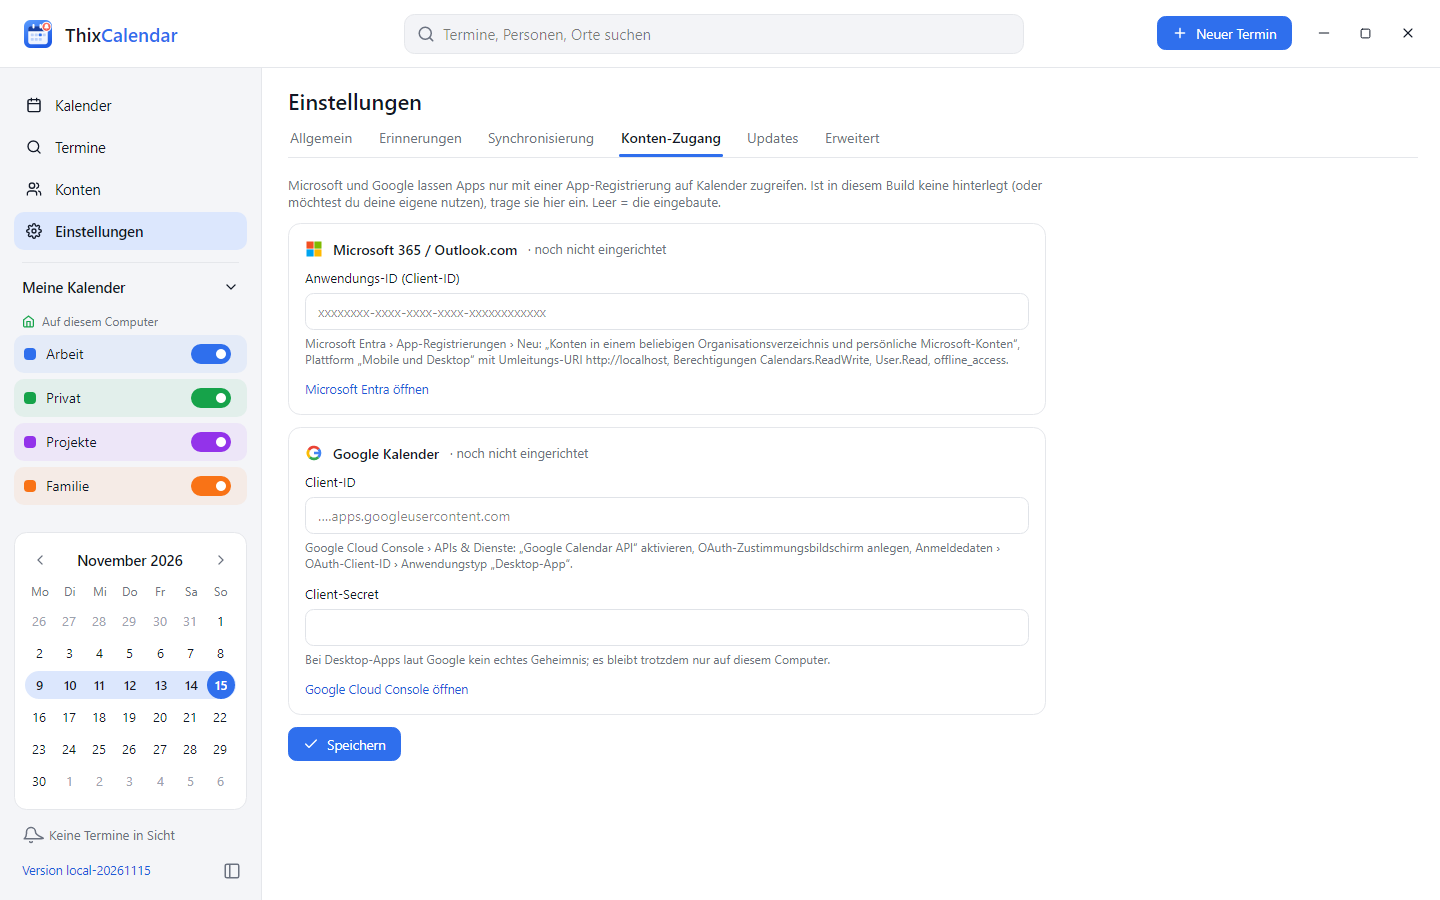 ThixCalendar
Termine, Personen, Orte suchen
Neuer Termin
Kalender
Termine
Konten
Einstellungen
Meine Kalender
Auf diesem Computer
Arbeit
Privat
Projekte
Familie
November 2026
Mo Di Mi Do Fr Sa So
26 27 28 29 30 31 1
2 3 4 5 6 7 8
9 10 11 12 13 14 15
16 17 18 19 20 21 22
23 24 25 26 27 28 29
30 1 2 3 4 5 6
Keine Termine in Sicht
Version local-20261115
Einstellungen
Allgemein Erinnerungen Synchronisierung Konten-Zugang Updates Erweitert
Microsoft und Google lassen Apps nur mit einer App-Registrierung auf Kalender zugreifen. Ist in diesem Build keine hinterlegt (oder
möchtest du deine eigene nutzen), trage sie hier ein. Leer = die eingebaute.
Microsoft 365 / Outlook.com · noch nicht eingerichtet
Anwendungs-ID (Client-ID)
xxxxxxxx-xxxx-xxxx-xxxx-xxxxxxxxxxxx
Microsoft Entra › App-Registrierungen › Neu: „Konten in einem beliebigen Organisationsverzeichnis und persönliche Microsoft-Konten“,
Plattform „Mobile und Desktop“ mit Umleitungs-URI http://localhost, Berechtigungen Calendars.ReadWrite, User.Read, offline_access.
Microsoft Entra öffnen
Google Kalender · noch nicht eingerichtet
Client-ID
....apps.googleusercontent.com
Google Cloud Console › APIs & Dienste: „Google Calendar API“ aktivieren, OAuth-Zustimmungsbildschirm anlegen, Anmeldedaten ›
OAuth-Client-ID › Anwendungstyp „Desktop-App“.
Client-Secret
Bei Desktop-Apps laut Google kein echtes Geheimnis; es bleibt trotzdem nur auf diesem Computer.
Google Cloud Console öffnen
Speichern